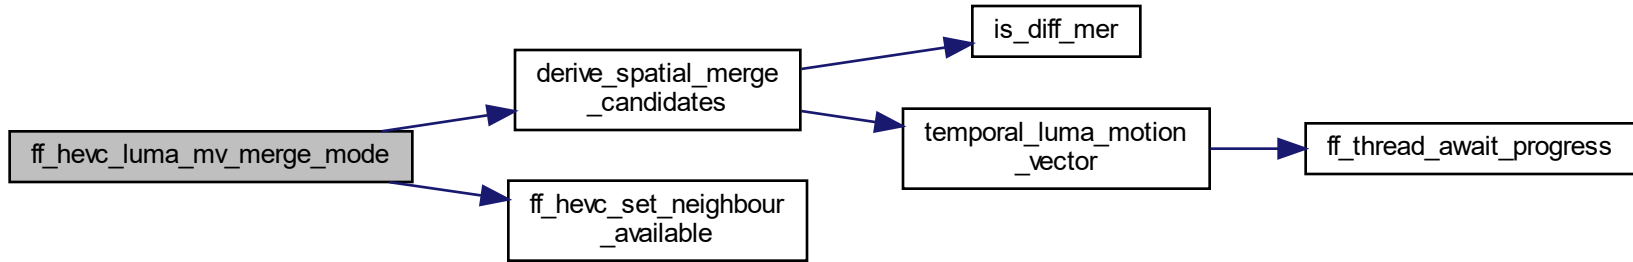 ff_hevc_luma_mv_merge_mode
derive_spatial_merge
_candidates
is_diff_mer
temporal_luma_motion
_vector
ff_thread_await_progress
ff_hevc_set_neighbour
_available